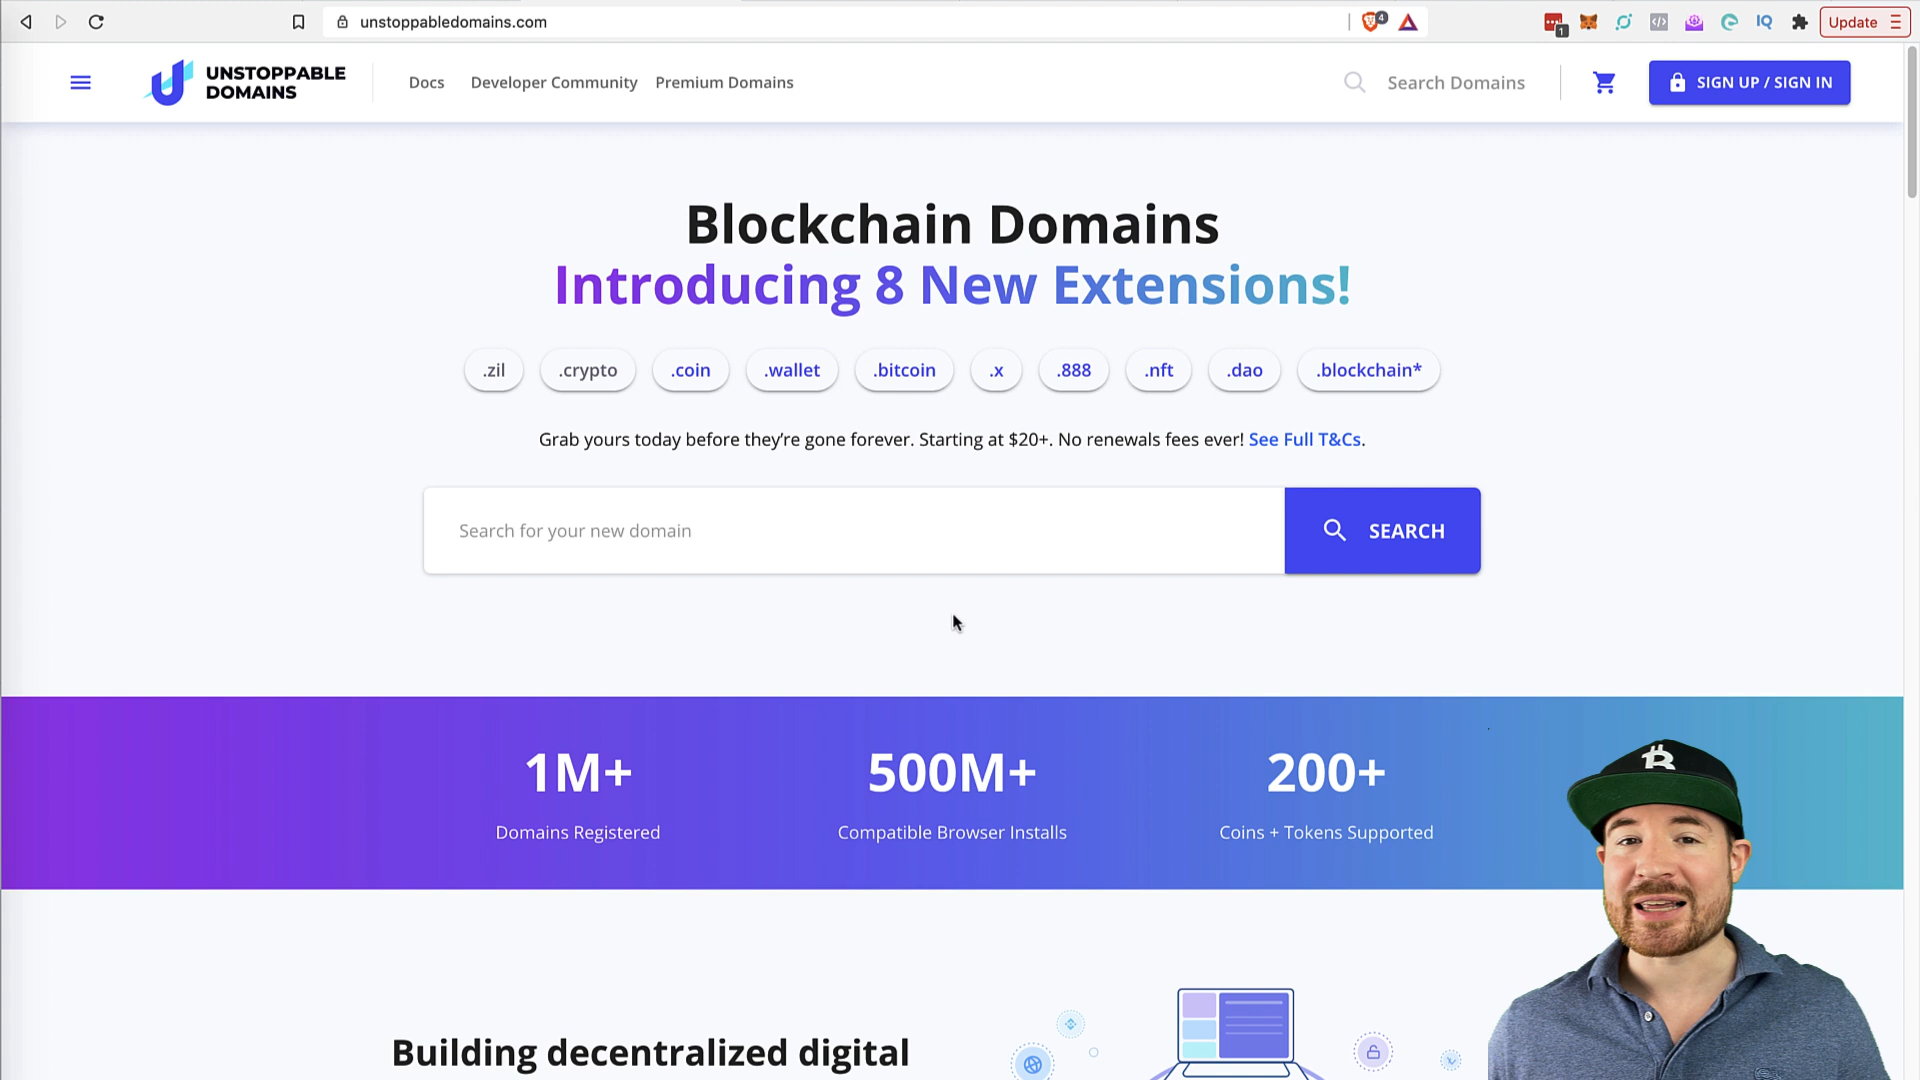 unstoppabledomains.com
4
1
IQ
Update
UNSTOPPABLE
DOMAINS
Docs
Developer Community
Premium Domains
Search Domains
SIGN UP / SIGN IN
Blockchain Domains
Introducing 8 New Extensions!
.zil
.crypto
.coin
.wallet
.bitcoin
.x
.888
.nft
.dao
.blockchain*
Grab yours today before they’re gone forever. Starting at $20+. No renewals fees ever! See Full T&Cs.
Search for your new domain
SEARCH
1M+
500M+
200+
Domains Registered
Compatible Browser Installs
Coins + Tokens Supported
Building decentralized digital